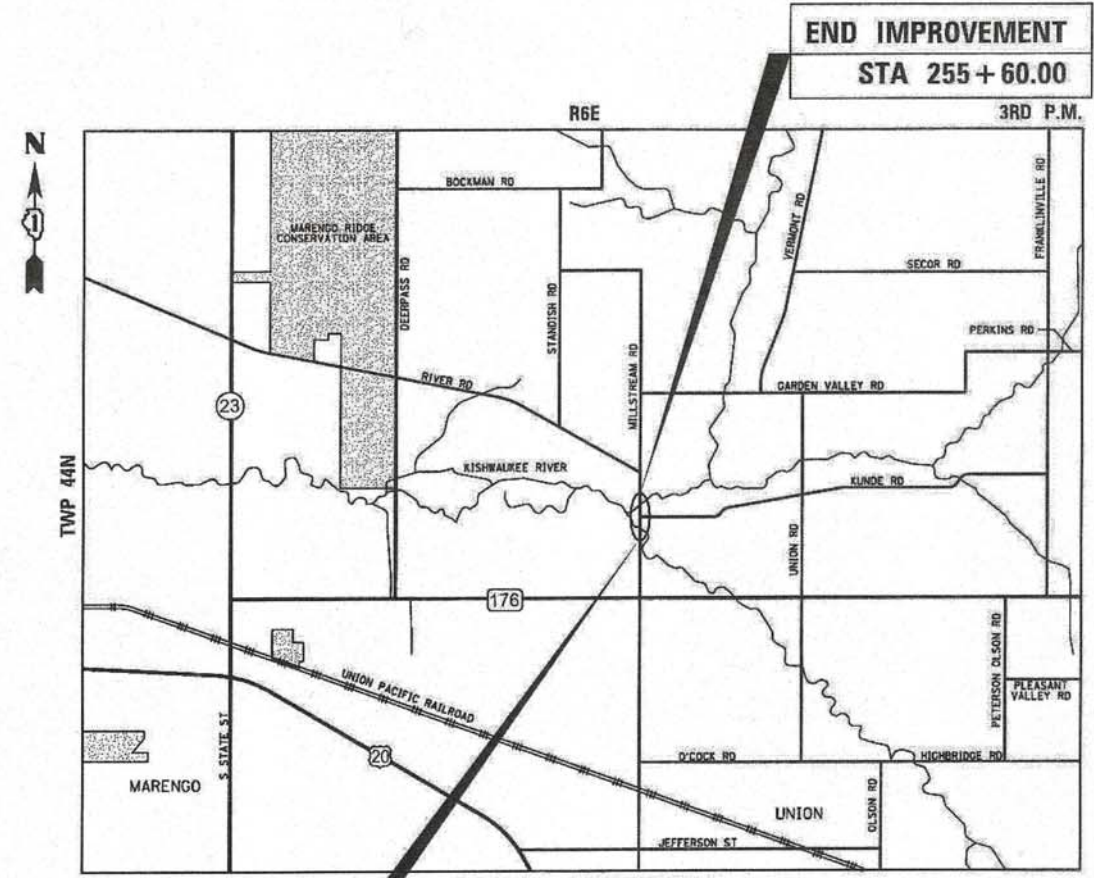 END IMPROVEMENT
STA 255+60.00
R6E
3RD P.M.
N
BOCKMAN RD
MARENGO RIDGE
CONSERVATION AREA
DEERPASS RD
STANDISH RD
MILLSTREAM RD
VERMONT RD
SECOR RD
FRANKLINVILLE RD
PERKINS RD
GARDEN VALLEY RD
RIVER RD
23
KISHWAUKEE RIVER
KUNDE RD
TWP 44N
UNION RD
176
UNION PACIFIC RAILROAD
S STATE ST
20
MARENGO
PETERSON OLSON RD
PLEASANT
VALLEY RD
O'COCK RD
HIGHBRIDGE RD
UNION
OLSON RD
JEFFERSON ST